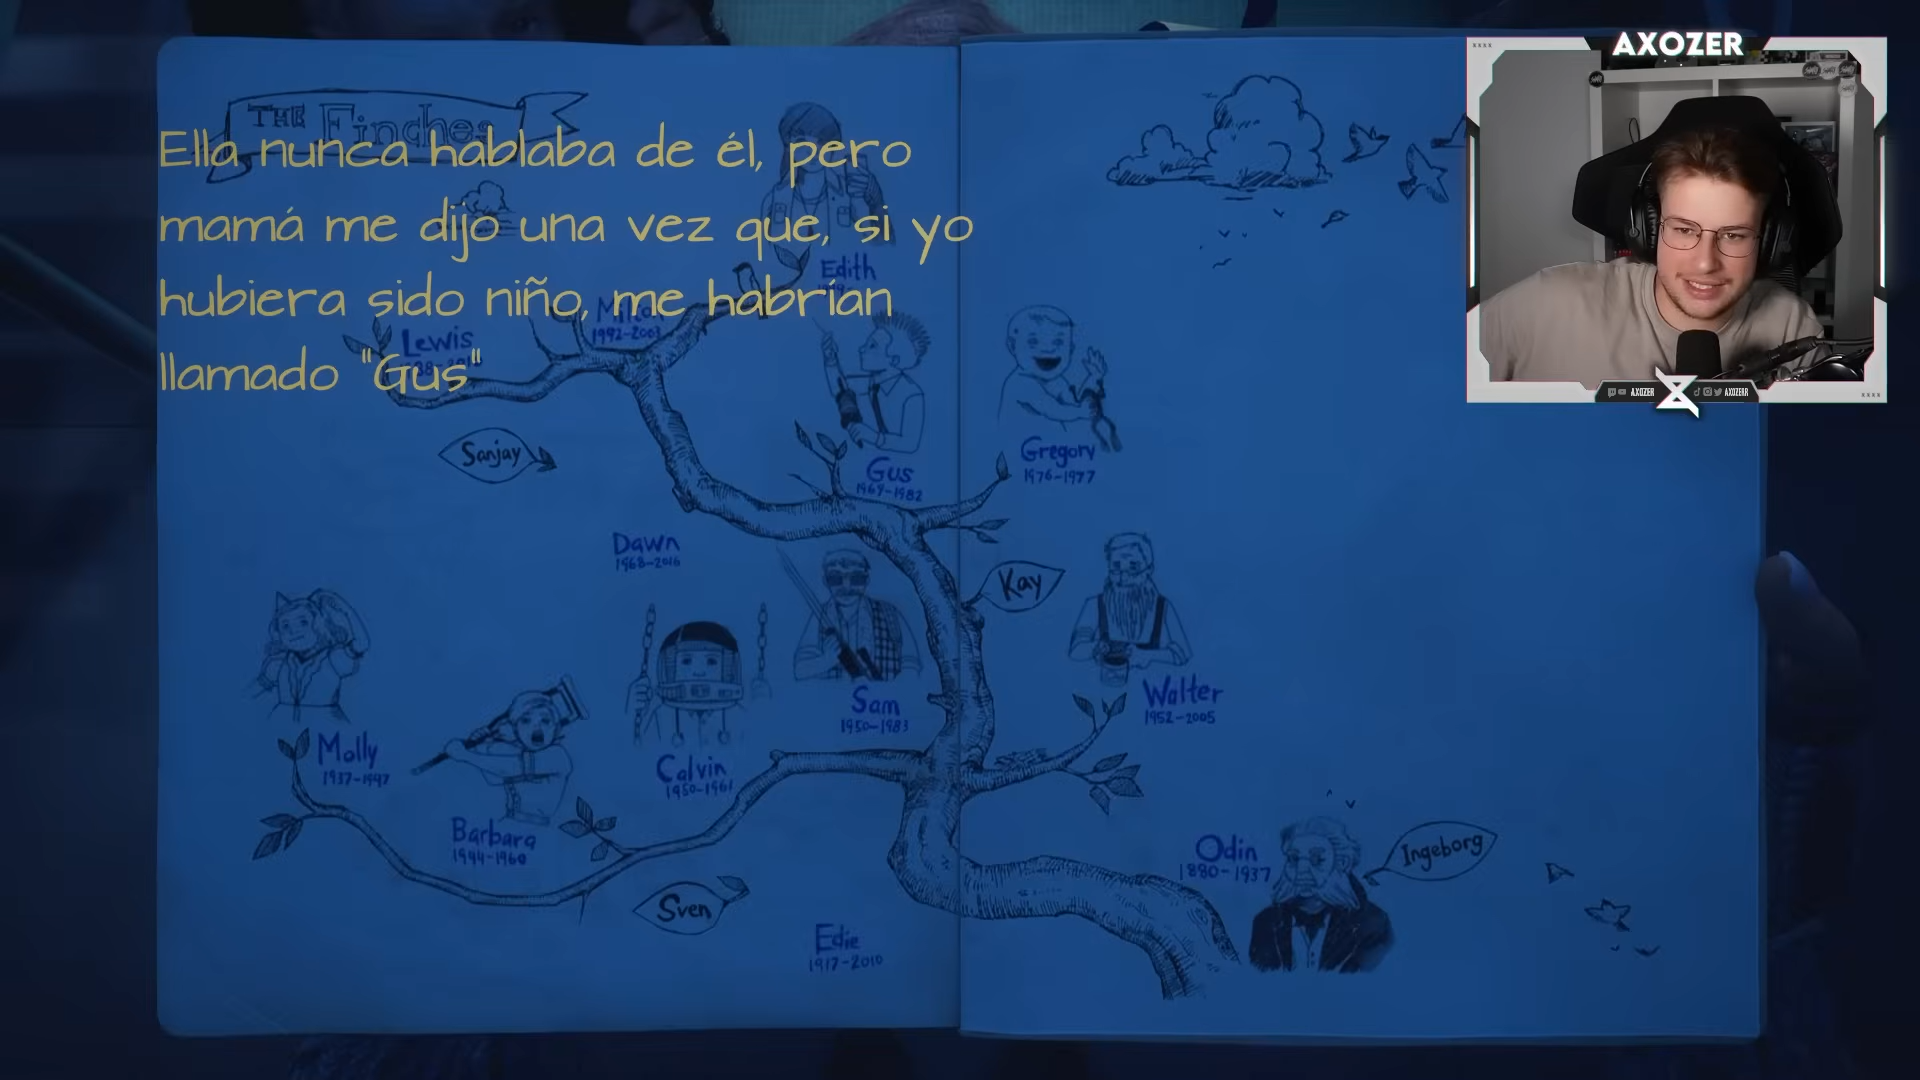 AXOZER
THE Finches
Ella nunca hablaba de él, pero
mamá me dijo una vez que, si yo
hubiera sido niño, me habrían
llamado "Gus"
Edith
Milton
1992-2003
Lewis
AXOZER
AXOZERR
Sanjay
Gus
1969-1982
Gregory
1976-1977
Dawn
1968-2016
Kay
Sam
1950-1983
Walter
1952-2005
Molly
1937-1947
Calvin
1950-1961
Barbara
1944-1960
Odin
1880-1937
Ingeborg
Sven
Edie
1917-2010